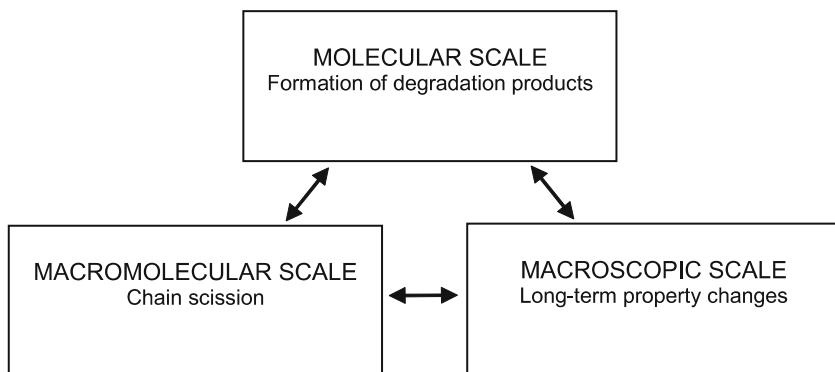 MOLECULAR SCALE
Formation of degradation products
MACROMOLECULAR SCALE
Chain scission
MACROSCOPIC SCALE
Long-term property changes